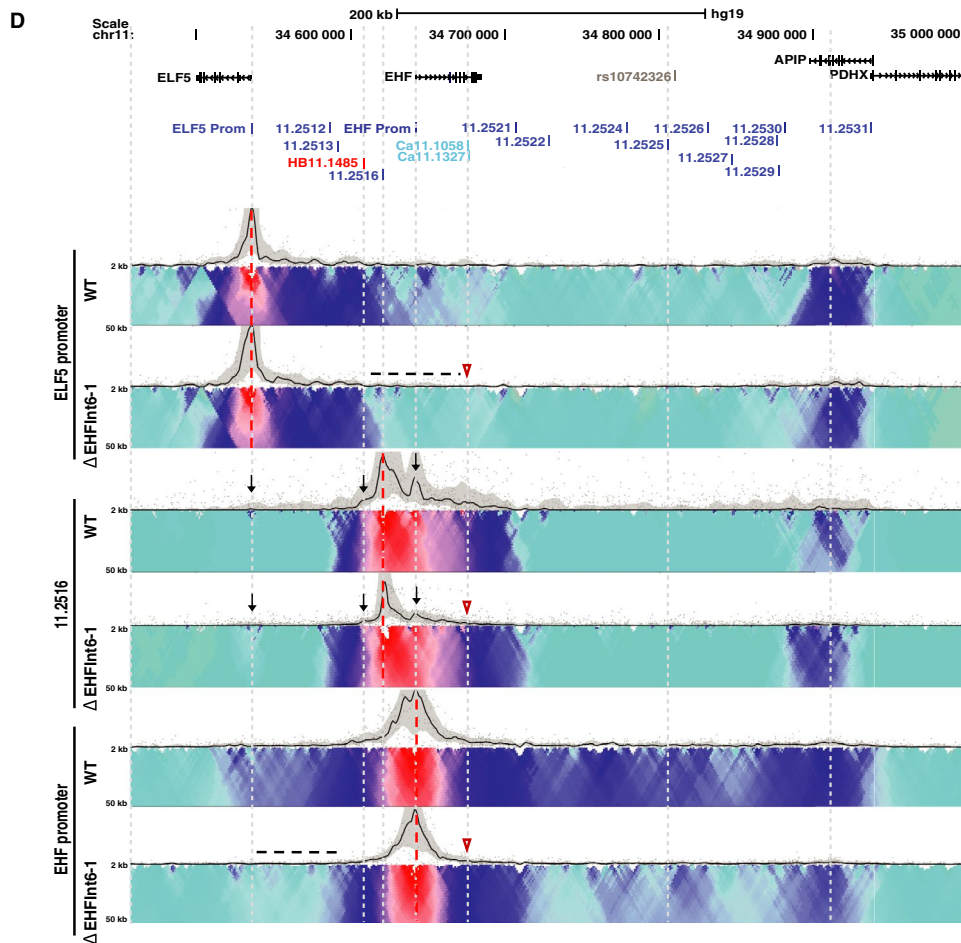 D
200 kb hg19
Scale
chr11: 34 600 000 34 700 000 34 800 000 34 900 000 35 000 000
APIP
ELF5 EHF rs10742326 PDHX
ELF5 Prom 11.2512 EHF Prom 11.2521 11.2524 11.2526 11.2530 11.2531
11.2513 Ca11.1058 11.2522 11.2525 11.2528
HB11.1485 Ca11.1327 11.2527
11.2516 11.2529
ELF5 promoter
WT
2 kb
50 kb
Δ EHFInt6-1
2 kb
50 kb
11.2516
WT
2 kb
50 kb
Δ EHFInt6-1
2 kb
50 kb
EHF promoter
WT
2 kb
50 kb
Δ EHFInt6-1
2 kb
50 kb